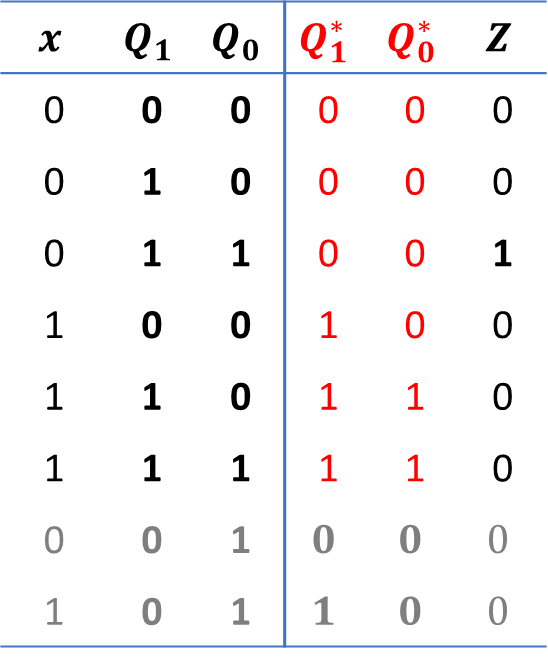 x Q₁ Q₀ Q₁* Q₀* Z
0 0 0 0 0 0
0 1 0 0 0 0
0 1 1 0 0 1
1 0 0 1 0 0
1 1 0 1 1 0
1 1 1 1 1 0
0 0 1 0 0 0
1 0 1 1 0 0